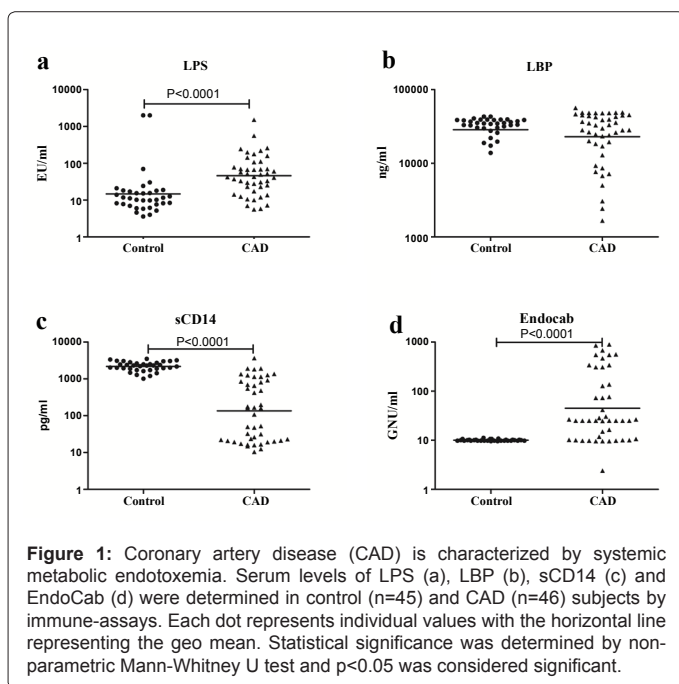 a
LPS
P<0.0001
10000
1000
100
10
1
EU/ml
Control CAD
b
LBP
100000
10000
1000
ng/ml
Control CAD
c
sCD14
P<0.0001
10000
1000
100
10
1
pg/ml
Control CAD
d
Endocab
P<0.0001
1000
100
10
1
GNU/ml
Control CAD
Figure 1: Coronary artery disease (CAD) is characterized by systemic
metabolic endotoxemia. Serum levels of LPS (a), LBP (b), sCD14 (c) and
EndoCab (d) were determined in control (n=45) and CAD (n=46) subjects by
immune-assays. Each dot represents individual values with the horizontal line
representing the geo mean. Statistical significance was determined by non-
parametric Mann-Whitney U test and p<0.05 was considered significant.